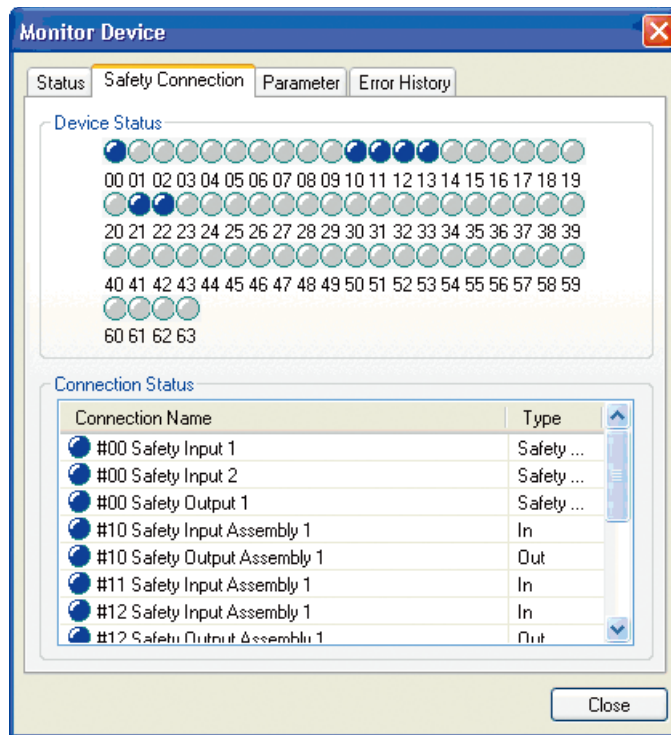 Monitor Device
Status Safety Connection Parameter Error History
Device Status
00 01 02 03 04 05 06 07 08 09 10 11 12 13 14 15 16 17 18 19
20 21 22 23 24 25 26 27 28 29 30 31 32 33 34 35 36 37 38 39
40 41 42 43 44 45 46 47 48 49 50 51 52 53 54 55 56 57 58 59
60 61 62 63
Connection Status
Connection Name Type
#00 Safety Input 1 Safety ...
#00 Safety Input 2 Safety ...
#00 Safety Output 1 Safety ...
#10 Safety Input Assembly 1 In
#10 Safety Output Assembly 1 Out
#11 Safety Input Assembly 1 In
#12 Safety Input Assembly 1 In
#12 Safety Output Assembly 1 Out
Close